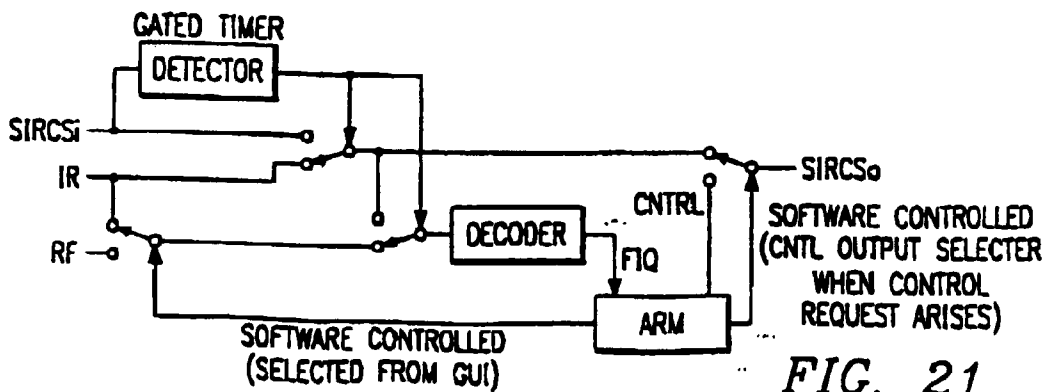 GATED TIMER
DETECTOR
SIRCSi
IR
RF
DECODER
FIQ
ARM
CNTRL
SIRCSo
SOFTWARE CONTROLLED
(CNTL OUTPUT SELECTER
WHEN CONTROL
REQUEST ARISES)
SOFTWARE CONTROLLED
(SELECTED FROM GUI)
FIG. 21